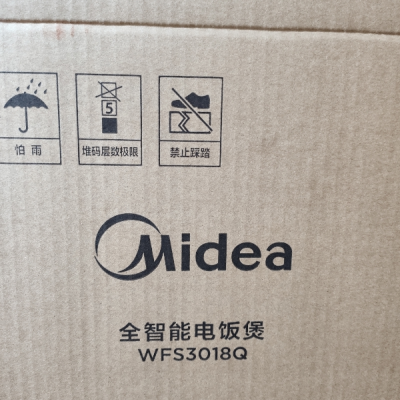 5
怕雨
堆码层数极限
禁止踩踏
Midea
全智能电饭煲
WFS3018Q